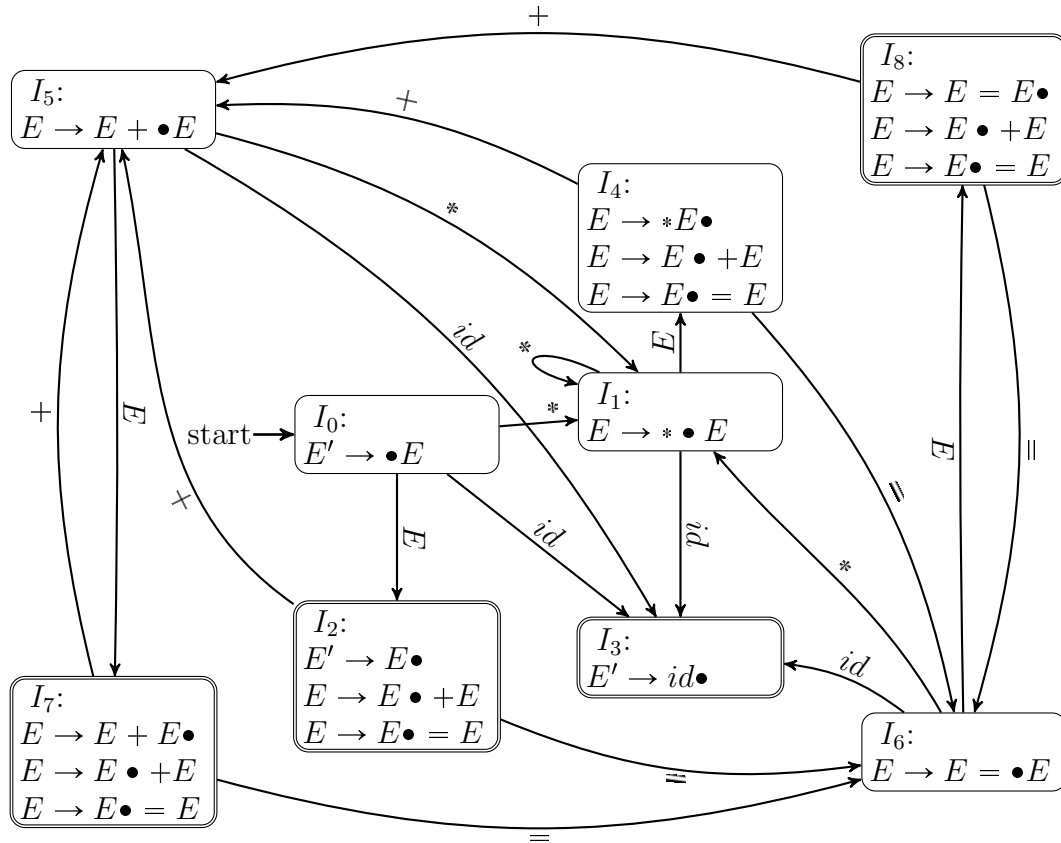 +
I₈:
E → E = E•
E → E • +E
E → E• = E
I₅:
E → E + •E
+
I₄:
E → *E•
E → E • +E
E → E• = E
*
id
E
*
I₁:
E → * • E
I₀:
E' → •E
start
*
+
E
E
=
=
+
id
E
id
*
I₂:
E' → E•
E → E • +E
E → E• = E
I₃:
E' → id•
id
I₇:
E → E + E•
E → E • +E
E → E• = E
I₆:
E → E = •E
=
=